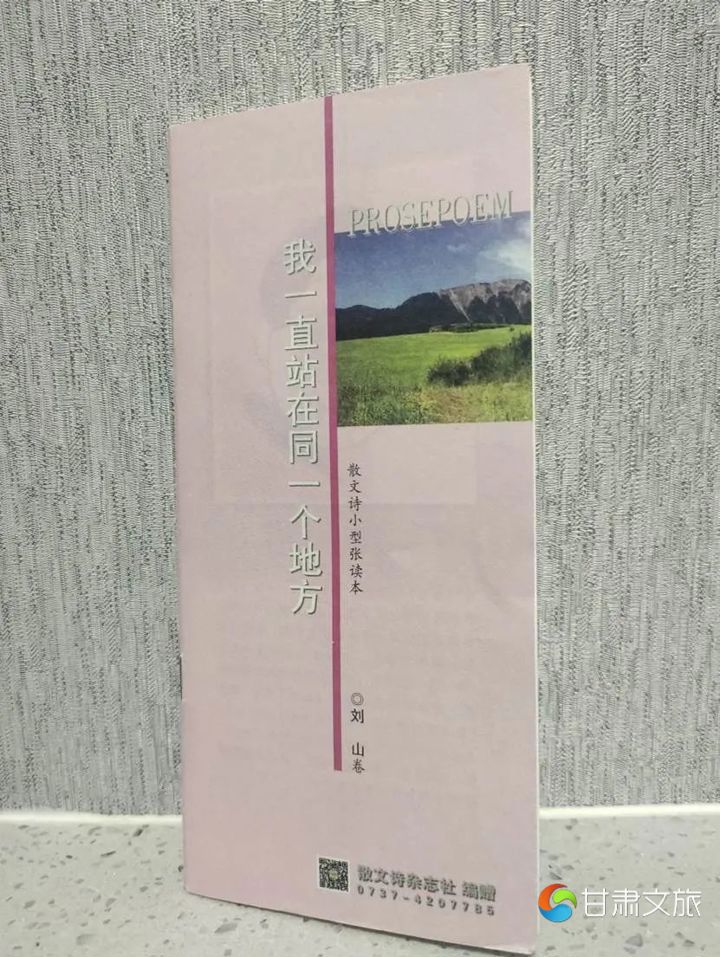 PROSEPOEM
我一直站在同一个地方
散文诗小型张读本
◎刘 山 卷
散文诗杂志社 编赠
0737-4207785
甘肃文旅